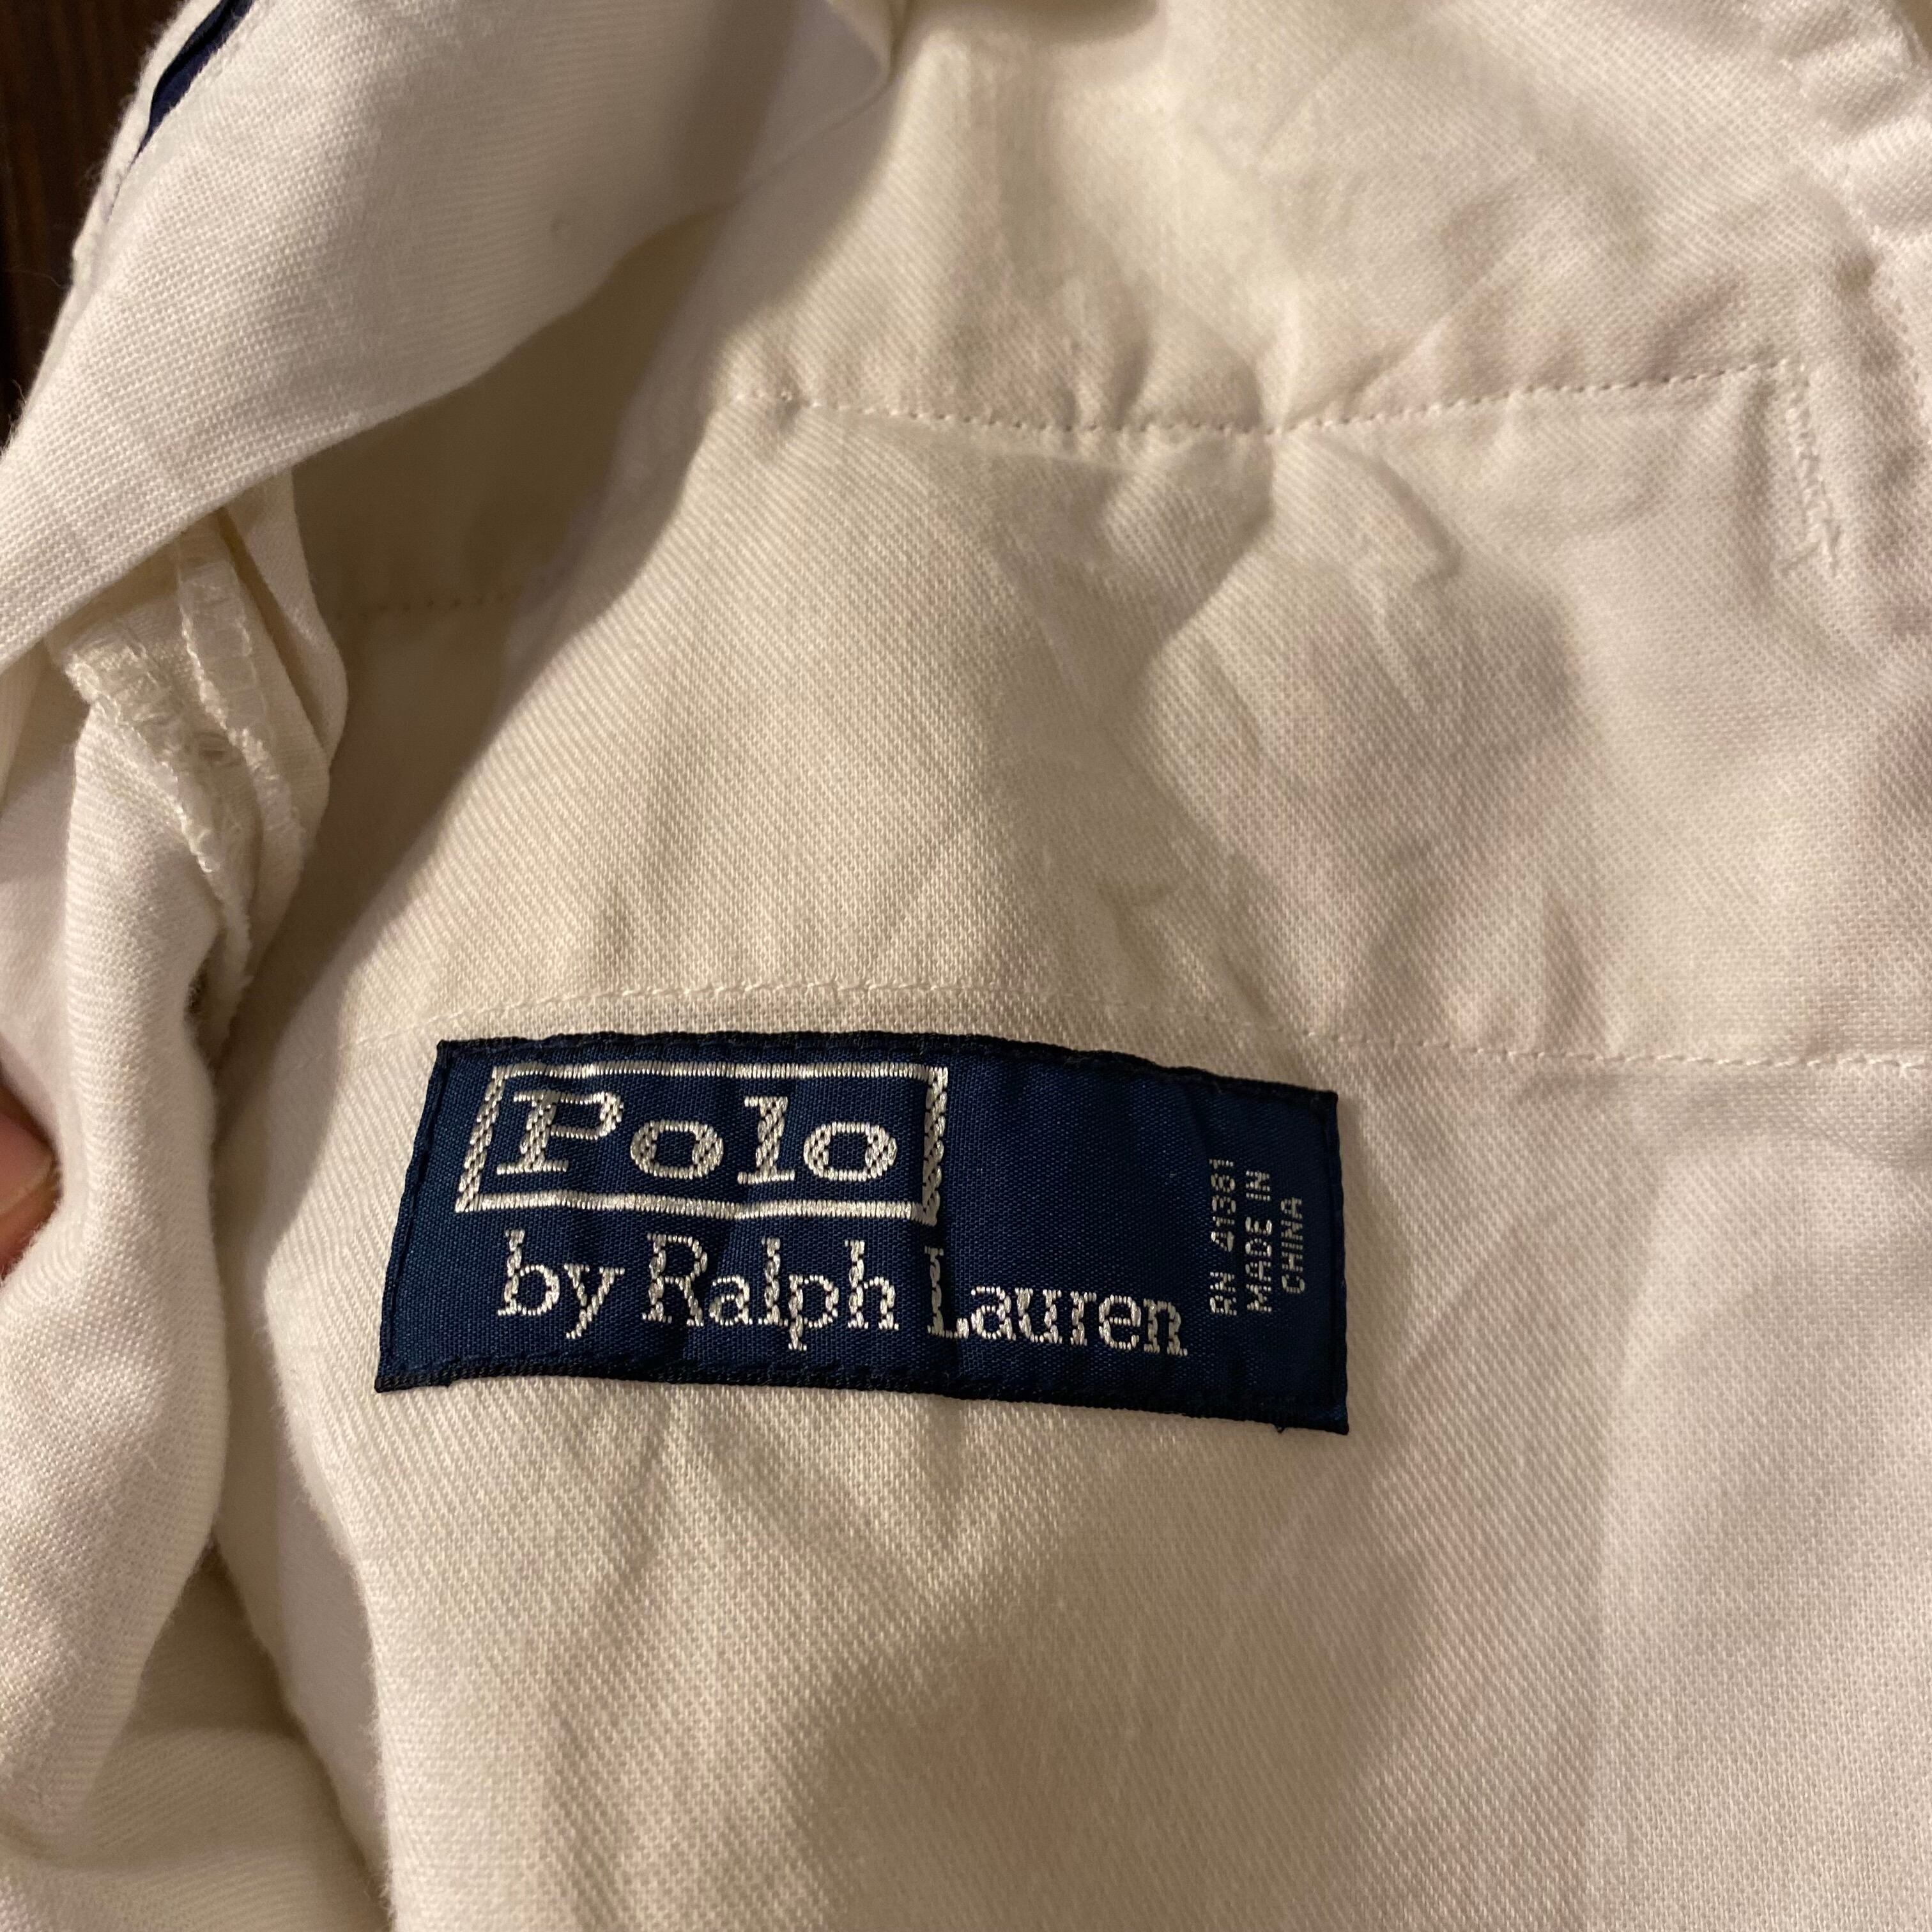 Polo
by Ralph Lauren
RN 41381
MADE IN
CHINA